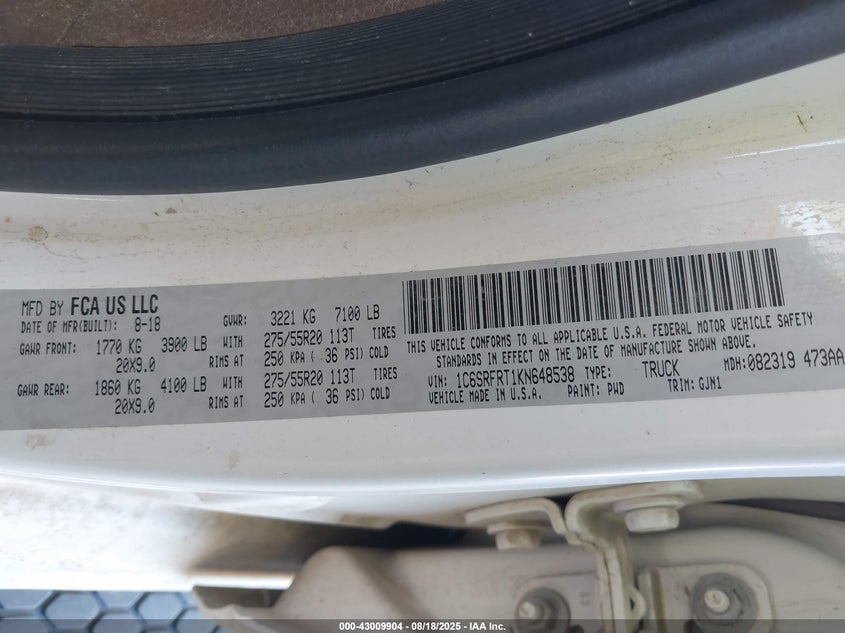 MFD BY FCA US LLC
DATE OF MFR(BUILT): 8-18 GVWR: 3221 KG 7100 LB
GAWR FRONT: 1770 KG 3900 LB WITH 275/55R20 113T TIRES
20X9.0 RIMS AT 250 KPA ( 36 PSI) COLD
GAWR REAR: 1860 KG 4100 LB WITH 275/55R20 113T TIRES
20X9.0 RIMS AT 250 KPA ( 36 PSI) COLD
THIS VEHICLE CONFORMS TO ALL APPLICABLE U.S.A. FEDERAL MOTOR VEHICLE SAFETY
STANDARDS IN EFFECT ON THE DATE OF MANUFACTURE SHOWN ABOVE.
VIN: 1C6SRFRT1KN648538 TYPE: TRUCK MDH:082319 473AA
VEHICLE MADE IN U.S.A. PAINT: PWD TRIM: GJN1
000-43009904 - 08/18/2025 - IAA Inc.